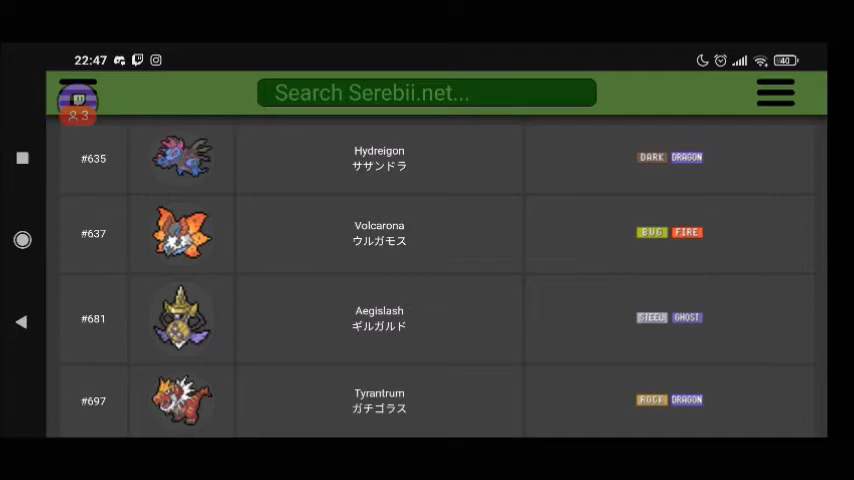 22:47
40
Search Serebii.net...
3
#635
Hydreigon
サザンドラ
DARK DRAGON
#637
Volcarona
ウルガモス
BUG FIRE
#681
Aegislash
ギルガルド
STEEL GHOST
#697
Tyrantrum
ガチゴラス
ROCK DRAGON